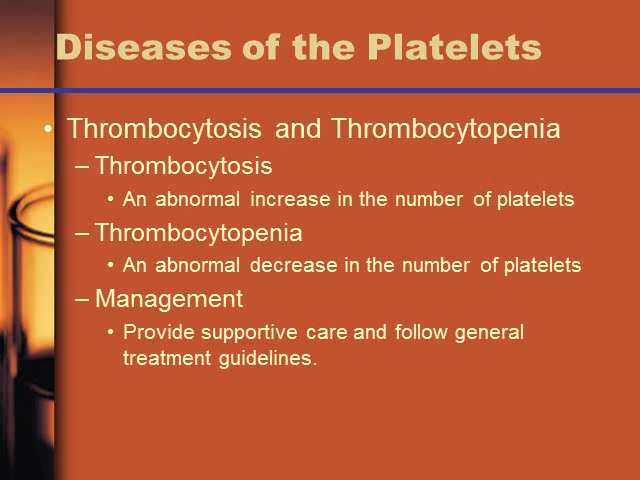 Diseases of the Platelets
• Thrombocytosis and Thrombocytopenia
– Thrombocytosis
• An abnormal increase in the number of platelets
– Thrombocytopenia
• An abnormal decrease in the number of platelets
– Management
• Provide supportive care and follow general
treatment guidelines.